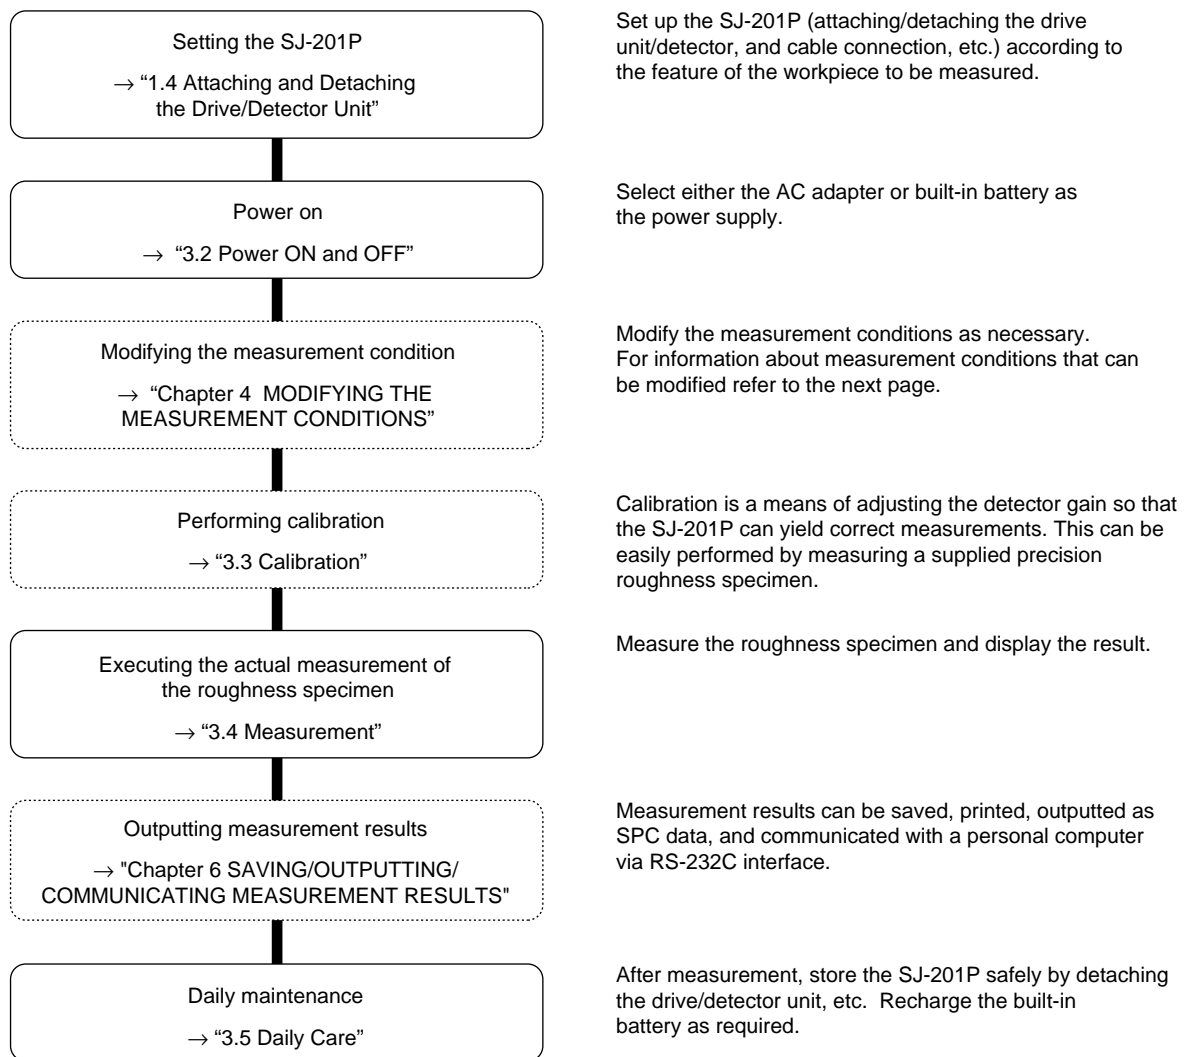 Setting the SJ-201P
→ “1.4 Attaching and Detaching
the Drive/Detector Unit”
Set up the SJ-201P (attaching/detaching the drive
unit/detector, and cable connection, etc.) according to
the feature of the workpiece to be measured.
Power on
→ “3.2 Power ON and OFF”
Select either the AC adapter or built-in battery as
the power supply.
Modifying the measurement condition
→ “Chapter 4 MODIFYING THE
MEASUREMENT CONDITIONS”
Modify the measurement conditions as necessary.
For information about measurement conditions that can
be modified refer to the next page.
Performing calibration
→ “3.3 Calibration”
Calibration is a means of adjusting the detector gain so that
the SJ-201P can yield correct measurements. This can be
easily performed by measuring a supplied precision
roughness specimen.
Executing the actual measurement of
the roughness specimen
→ “3.4 Measurement”
Measure the roughness specimen and display the result.
Outputting measurement results
→ "Chapter 6 SAVING/OUTPUTTING/
COMMUNICATING MEASUREMENT RESULTS"
Measurement results can be saved, printed, outputted as
SPC data, and communicated with a personal computer
via RS-232C interface.
Daily maintenance
→ “3.5 Daily Care”
After measurement, store the SJ-201P safely by detaching
the drive/detector unit, etc. Recharge the built-in
battery as required.